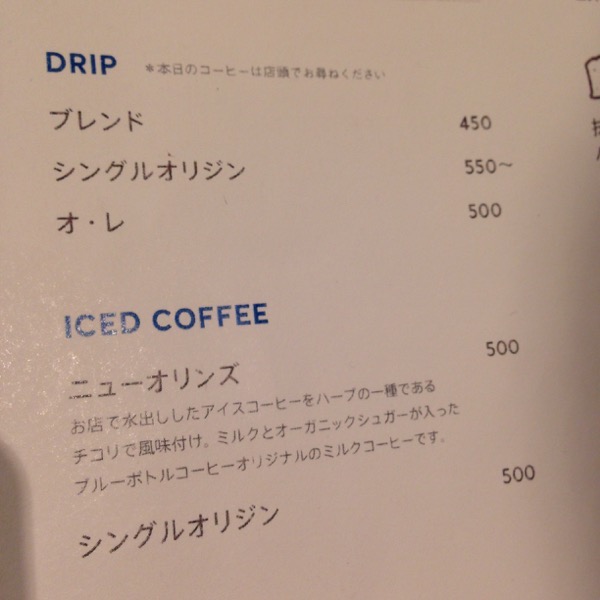 DRIP ＊本日のコーヒーは店頭でお尋ねください
ブレンド 450
シングルオリジン 550〜
オ・レ 500
ICED COFFEE
ニューオリンズ 500
お店で水出ししたアイスコーヒーをハーブの一種である
チコリで風味付け。ミルクとオーガニックシュガーが入った
ブルーボトルコーヒーオリジナルのミルクコーヒーです。
シングルオリジン 500